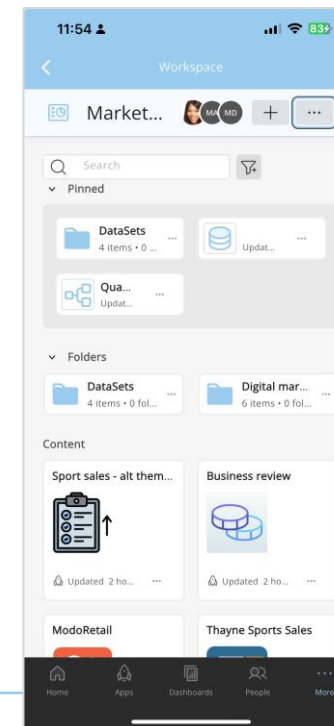 11:54
83
Workspace
Market...
MA MD
Search
Pinned
DataSets
4 items • 0 ...
Updat...
Qua...
Updat...
Folders
DataSets
4 items • 0 fol...
Digital mar...
6 items • 0 fol...
Content
Sport sales - alt them...
Business review
Updated 2 ho...
Updated 2 ho...
ModoRetail
Thayne Sports Sales
Home
Apps
Dashboards
People
More